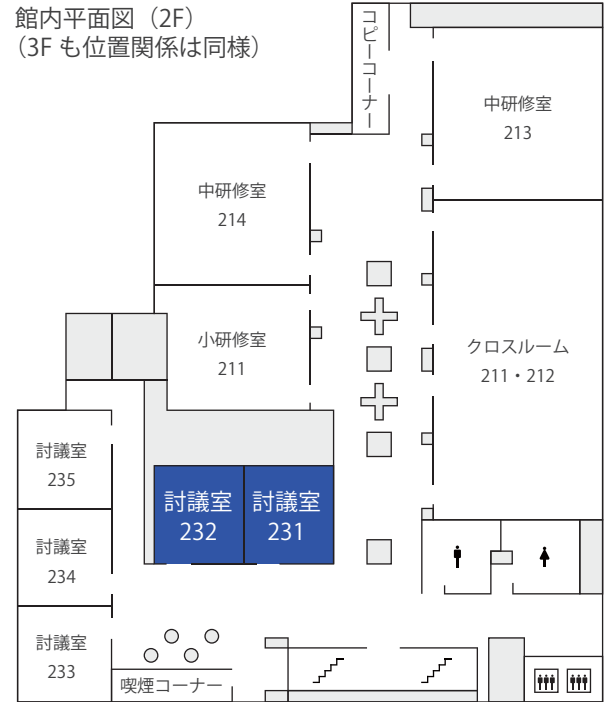 館内平面図（2F）
（3F も位置関係は同様）
コピーコーナー
中研修室
213
中研修室
214
小研修室
211
クロスルーム
211・212
討議室
235
討議室
232
討議室
231
討議室
234
討議室
233
喫煙コーナー